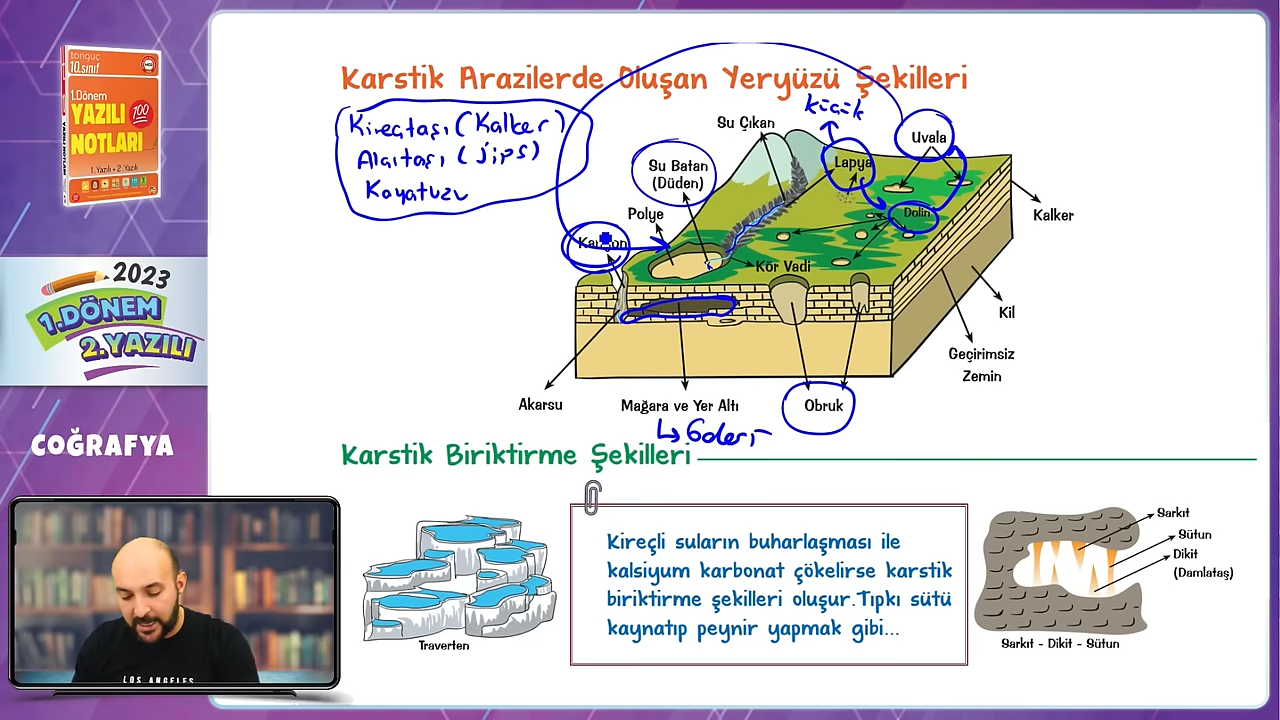 tonguç
10.sınıf
1.Dönem
YAZILI
100
NOTLARI
1. Yazılı + 2. Yazılı
2023
1.DÖNEM
2.YAZILI
COĞRAFYA
LOS ANGELES
Karstik Arazilerde Oluşan Yeryüzü Şekilleri
Kireçtaşı (Kalker)
Alçıtaşı (jips)
Kayatuzu
küçük
Su Çıkan
Uvala
Su Batan
(Düden)
Lapya
Polye
Dolin
Kalker
Kanyon
Kör Vadi
Kil
Geçirimsiz
Zemin
Akarsu
Mağara ve Yer Altı
Obruk
↳ Galeri
Karstik Biriktirme Şekilleri
Traverten
Kireçli suların buharlaşması ile
kalsiyum karbonat çökelirse karstik
biriktirme şekilleri oluşur.Tıpkı sütü
kaynatıp peynir yapmak gibi...
Sarkıt
Sütun
Dikit
(Damlataş)
Sarkıt - Dikit - Sütun